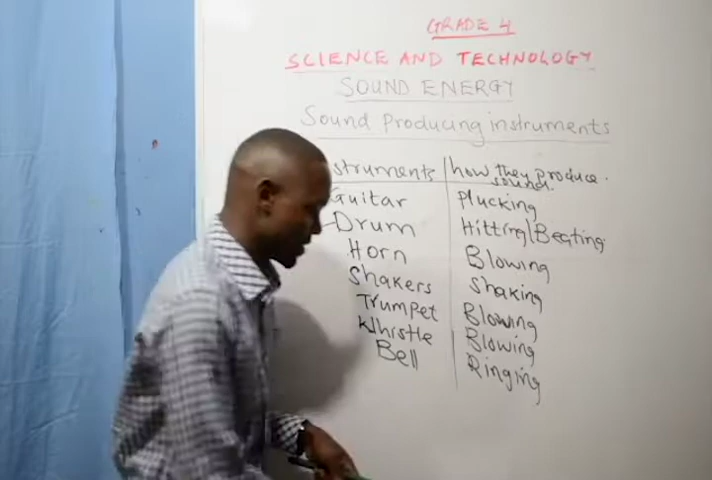 GRADE 4
SCIENCE AND TECHNOLOGY
SOUND ENERGY
Sound Producing instruments
struments how they produce sound.
Guitar Plucking
Drum Hitting/Beating
Horn Blowing
Shakers Shaking
Trumpet Blowing
Whistle Blowing
Bell Ringing